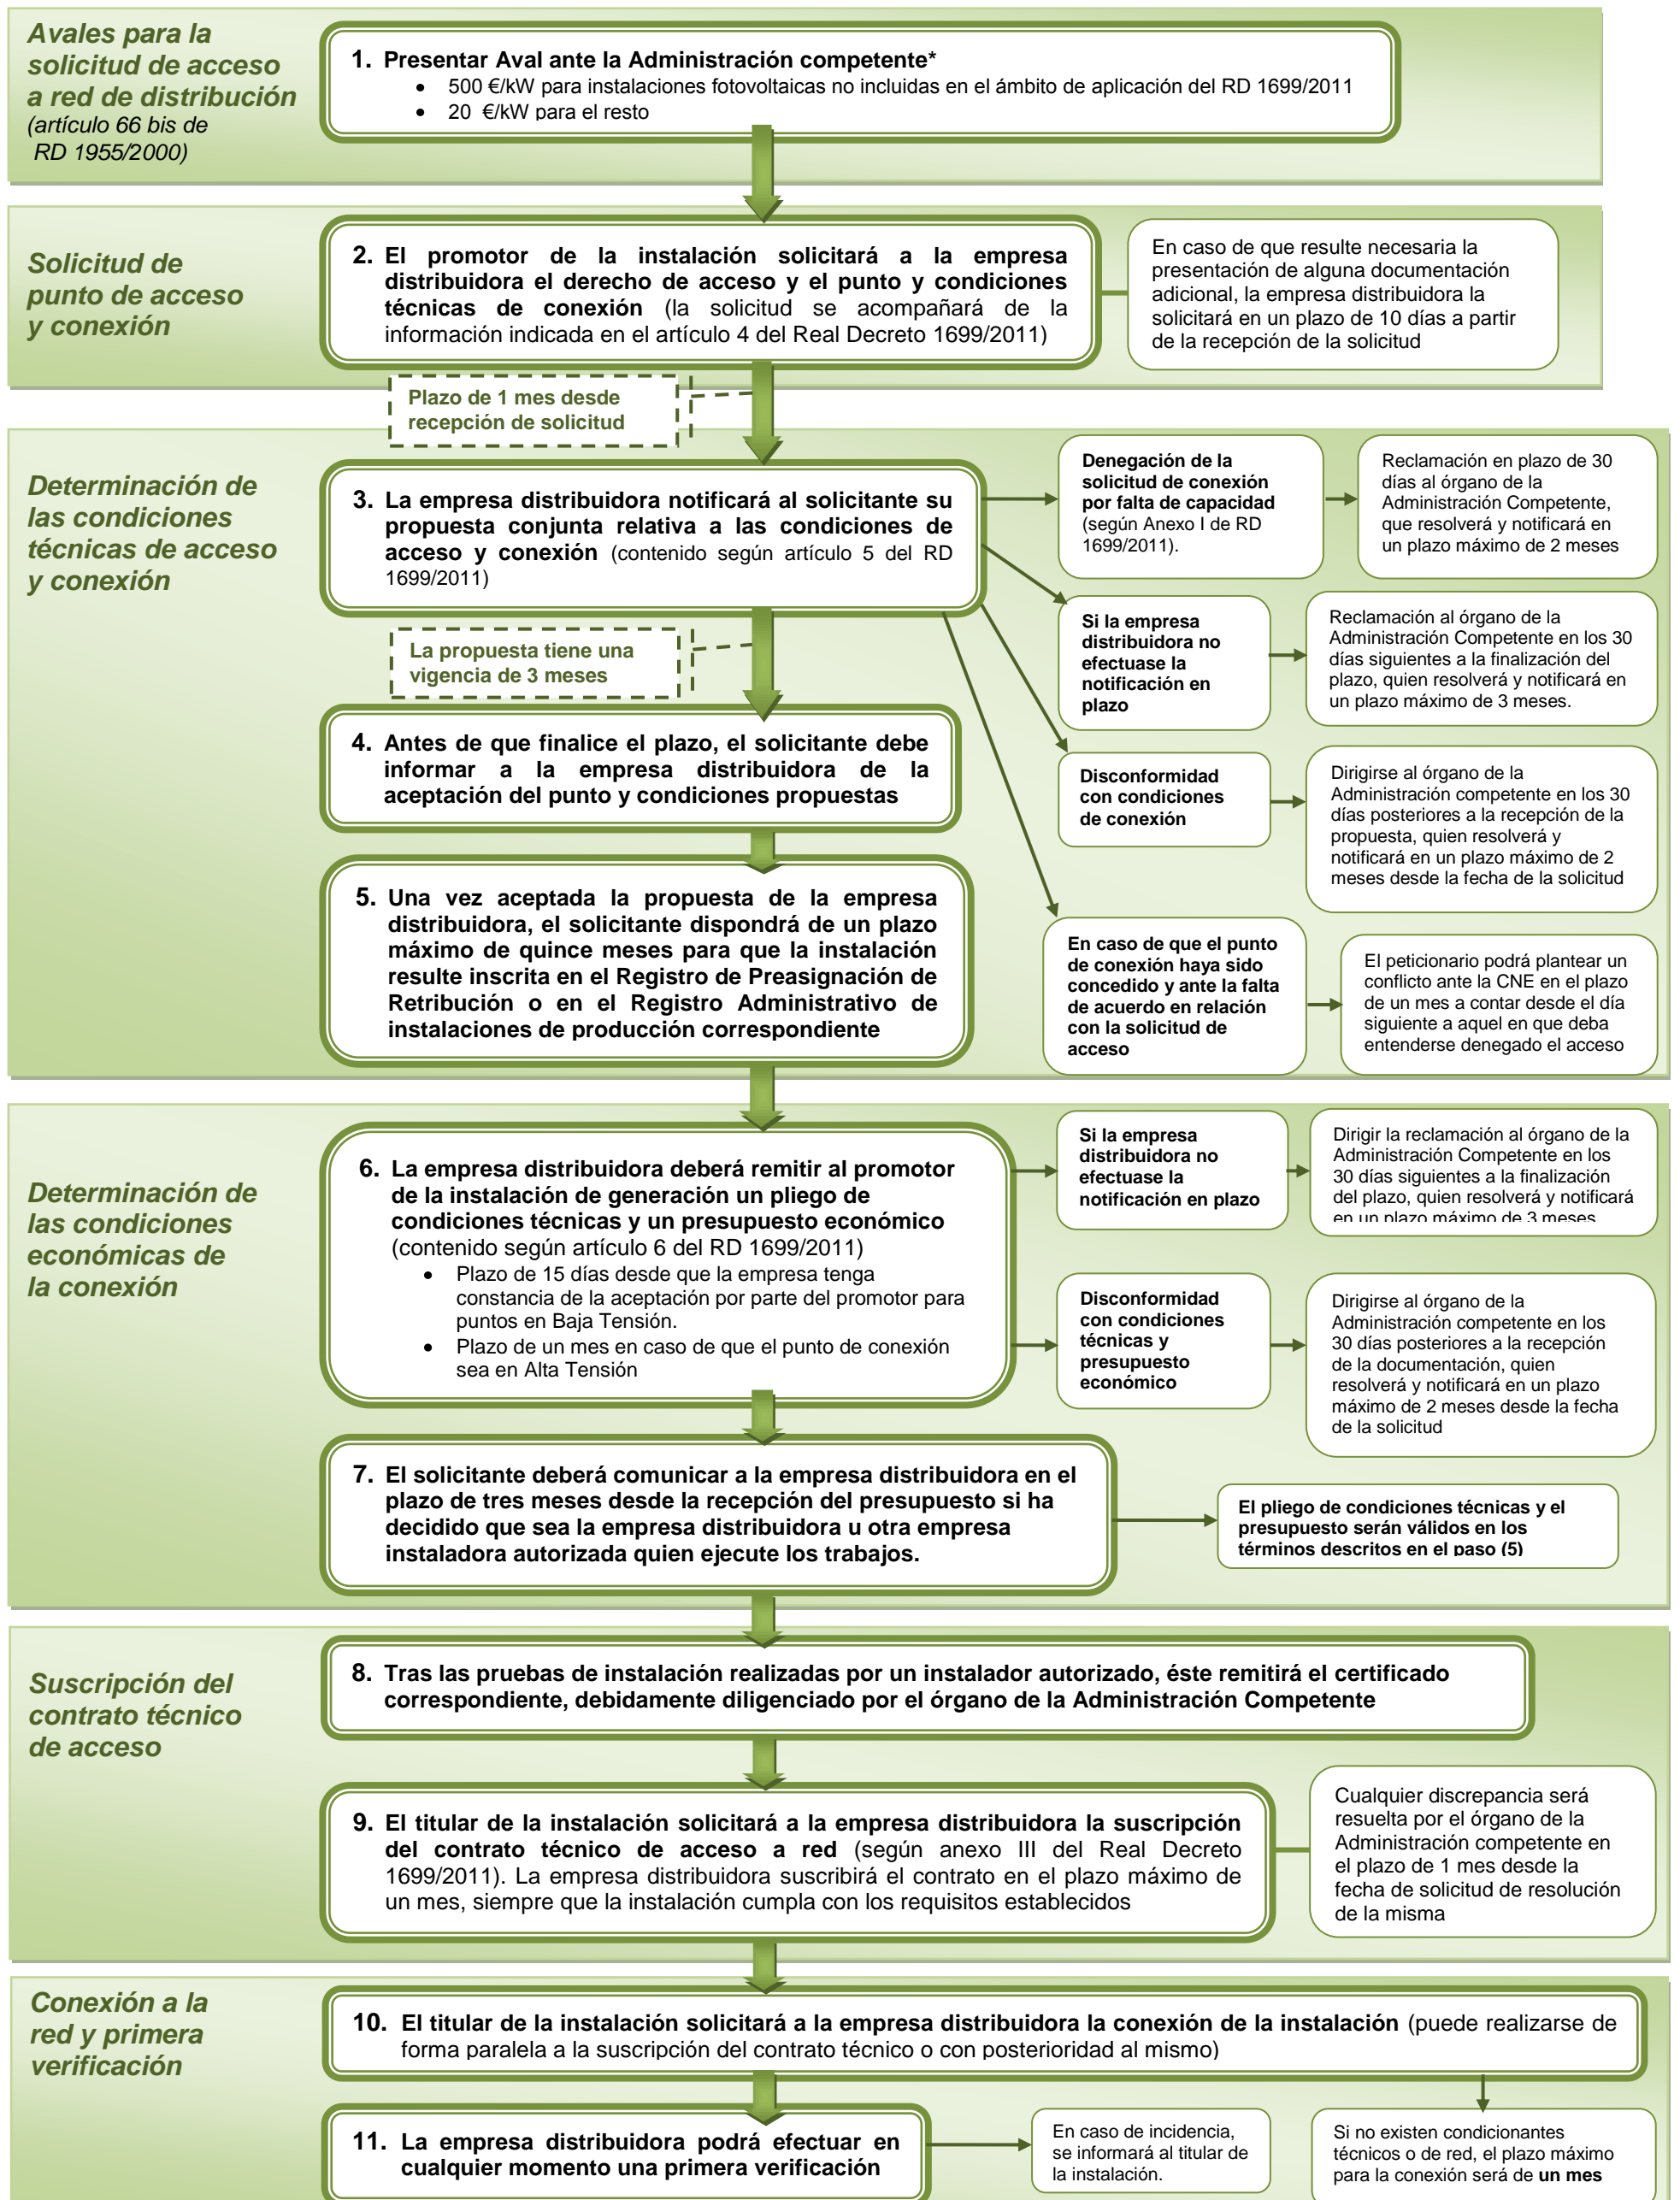 Avales para la
solicitud de acceso
a red de distribución
(artículo 66 bis de
RD 1955/2000)
1. Presentar Aval ante la Administración competente*
• 500 €/kW para instalaciones fotovoltaicas no incluidas en el ámbito de aplicación del RD 1699/2011
• 20 €/kW para el resto
Solicitud de
punto de acceso
y conexión
2. El promotor de la instalación solicitará a la empresa
distribuidora el derecho de acceso y el punto y condiciones
técnicas de conexión (la solicitud se acompañará de la
información indicada en el artículo 4 del Real Decreto 1699/2011)
En caso de que resulte necesaria la
presentación de alguna documentación
adicional, la empresa distribuidora la
solicitará en un plazo de 10 días a partir
de la recepción de la solicitud
Plazo de 1 mes desde
recepción de solicitud
Determinación de
las condiciones
técnicas de acceso
y conexión
3. La empresa distribuidora notificará al solicitante su
propuesta conjunta relativa a las condiciones de
acceso y conexión (contenido según artículo 5 del RD
1699/2011)
Denegación de la
solicitud de conexión
por falta de capacidad
(según Anexo I de RD
1699/2011).
Reclamación en plazo de 30
días al órgano de la
Administración Competente,
que resolverá y notificará en
un plazo máximo de 2 meses
Si la empresa
distribuidora no
efectuase la
notificación en
plazo
Reclamación al órgano de la
Administración Competente en los 30
días siguientes a la finalización del
plazo, quien resolverá y notificará en
un plazo máximo de 3 meses.
La propuesta tiene una
vigencia de 3 meses
4. Antes de que finalice el plazo, el solicitante debe
informar a la empresa distribuidora de la
aceptación del punto y condiciones propuestas
Disconformidad
con condiciones
de conexión
Dirigirse al órgano de la
Administración competente en los 30
días posteriores a la recepción de la
propuesta, quien resolverá y
notificará en un plazo máximo de 2
meses desde la fecha de la solicitud
5. Una vez aceptada la propuesta de la empresa
distribuidora, el solicitante dispondrá de un plazo
máximo de quince meses para que la instalación
resulte inscrita en el Registro de Preasignación de
Retribución o en el Registro Administrativo de
instalaciones de producción correspondiente
En caso de que el punto
de conexión haya sido
concedido y ante la falta
de acuerdo en relación
con la solicitud de
acceso
El peticionario podrá plantear un
conflicto ante la CNE en el plazo
de un mes a contar desde el día
siguiente a aquel en que deba
entenderse denegado el acceso
Determinación de
las condiciones
económicas de
la conexión
6. La empresa distribuidora deberá remitir al promotor
de la instalación de generación un pliego de
condiciones técnicas y un presupuesto económico
(contenido según artículo 6 del RD 1699/2011)
• Plazo de 15 días desde que la empresa tenga
constancia de la aceptación por parte del promotor para
puntos en Baja Tensión.
• Plazo de un mes en caso de que el punto de conexión
sea en Alta Tensión
Si la empresa
distribuidora no
efectuase la
notificación en plazo
Dirigir la reclamación al órgano de la
Administración Competente en los
30 días siguientes a la finalización
del plazo, quien resolverá y notificará
en un plazo máximo de 3 meses
Disconformidad
con condiciones
técnicas y
presupuesto
económico
Dirigirse al órgano de la
Administración competente en los
30 días posteriores a la recepción
de la documentación, quien
resolverá y notificará en un plazo
máximo de 2 meses desde la fecha
de la solicitud
7. El solicitante deberá comunicar a la empresa distribuidora en el
plazo de tres meses desde la recepción del presupuesto si ha
decidido que sea la empresa distribuidora u otra empresa
instaladora autorizada quien ejecute los trabajos.
El pliego de condiciones técnicas y el
presupuesto serán válidos en los
términos descritos en el paso (5)
Suscripción del
contrato técnico
de acceso
8. Tras las pruebas de instalación realizadas por un instalador autorizado, éste remitirá el certificado
correspondiente, debidamente diligenciado por el órgano de la Administración Competente
9. El titular de la instalación solicitará a la empresa distribuidora la suscripción
del contrato técnico de acceso a red (según anexo III del Real Decreto
1699/2011). La empresa distribuidora suscribirá el contrato en el plazo máximo de
un mes, siempre que la instalación cumpla con los requisitos establecidos
Cualquier discrepancia será
resuelta por el órgano de la
Administración competente en
el plazo de 1 mes desde la
fecha de solicitud de resolución
de la misma
Conexión a la
red y primera
verificación
10. El titular de la instalación solicitará a la empresa distribuidora la conexión de la instalación (puede realizarse de
forma paralela a la suscripción del contrato técnico o con posterioridad al mismo)
11. La empresa distribuidora podrá efectuar en
cualquier momento una primera verificación
En caso de incidencia,
se informará al titular de
la instalación.
Si no existen condicionantes
técnicos o de red, el plazo máximo
para la conexión será de un mes